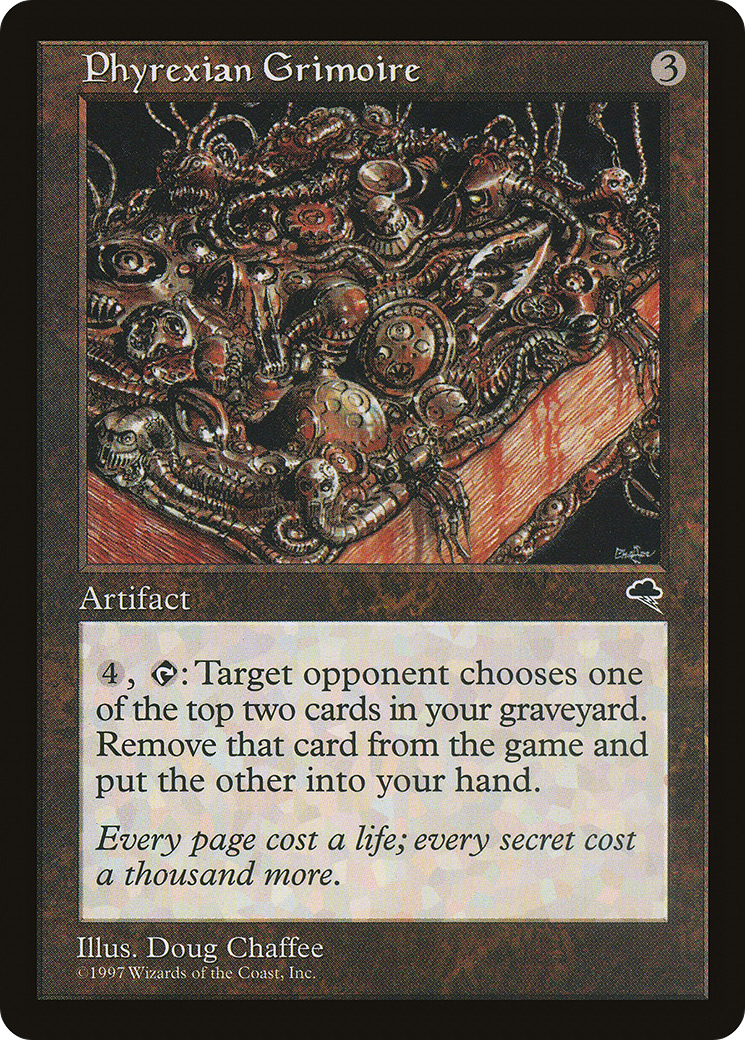 Phyrexian Grimoire
3
Artifact
4, : Target opponent chooses one
of the top two cards in your graveyard.
Remove that card from the game and
put the other into your hand.
Every page cost a life; every secret cost
a thousand more.
Illus. Doug Chaffee
©1997 Wizards of the Coast, Inc.